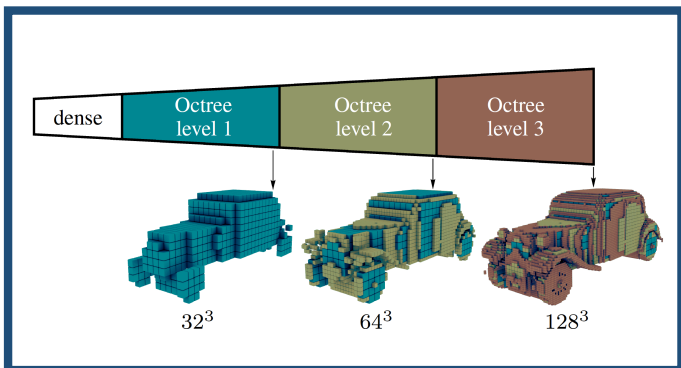 dense
Octree
level 1
Octree
level 2
Octree
level 3
32³
64³
128³